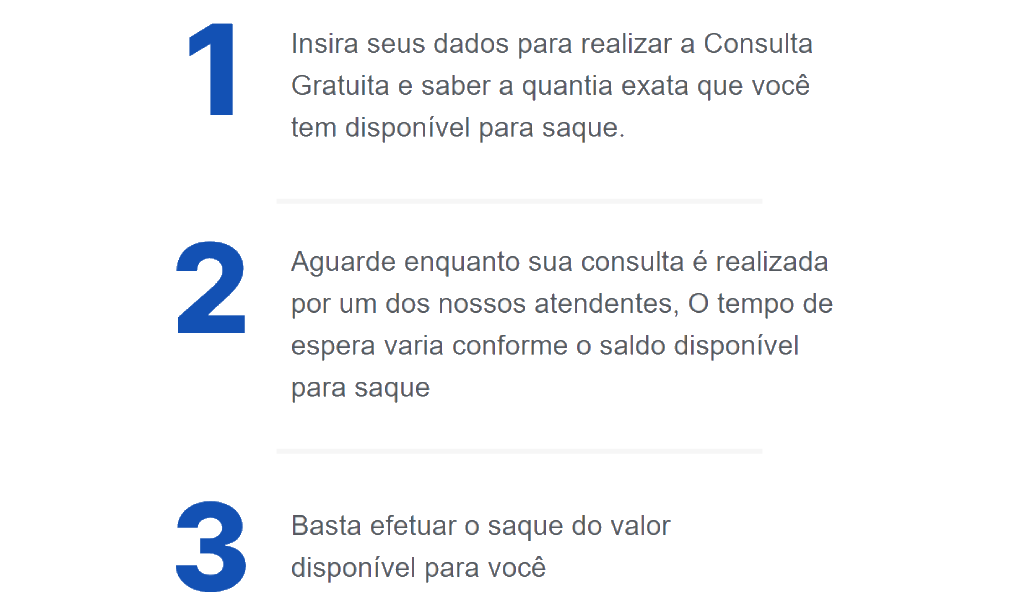 1
Insira seus dados para realizar a Consulta
Gratuita e saber a quantia exata que você
tem disponível para saque.
2
Aguarde enquanto sua consulta é realizada
por um dos nossos atendentes, O tempo de
espera varia conforme o saldo disponível
para saque
3
Basta efetuar o saque do valor
disponível para você